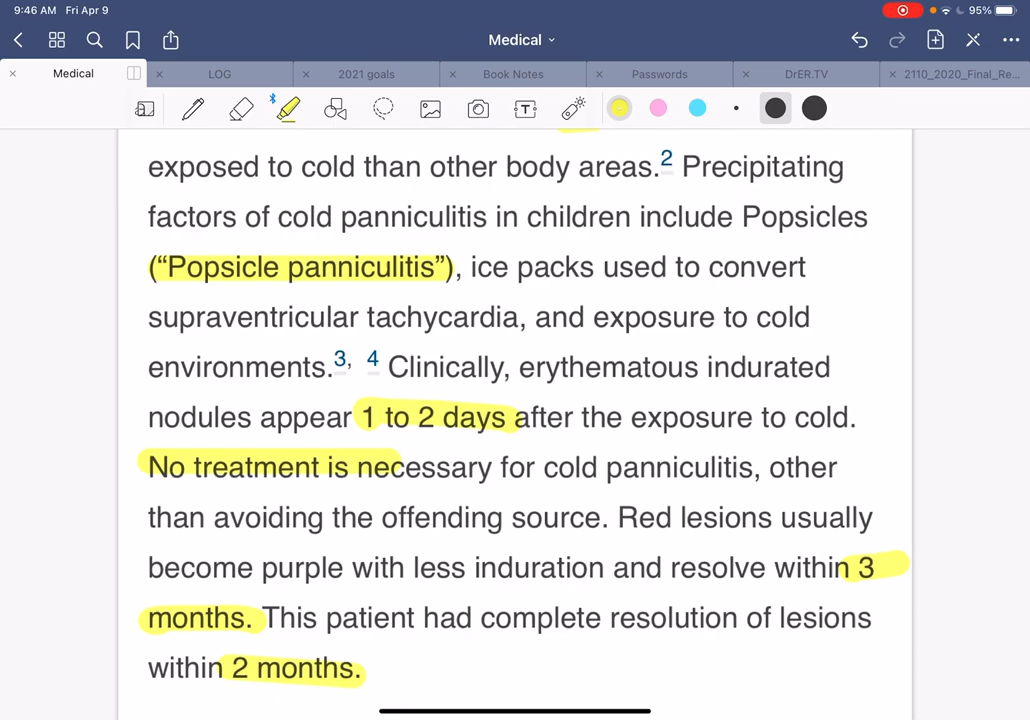 9:46 AM Fri Apr 9
95%
Medical
Medical
LOG
2021 goals
Book Notes
Passwords
DrER.TV
2110_2020_Final_Re...
T
exposed to cold than other body areas.2 Precipitating
factors of cold panniculitis in children include Popsicles
(“Popsicle panniculitis”), ice packs used to convert
supraventricular tachycardia, and exposure to cold
environments.3, 4 Clinically, erythematous indurated
nodules appear 1 to 2 days after the exposure to cold.
No treatment is necessary for cold panniculitis, other
than avoiding the offending source. Red lesions usually
become purple with less induration and resolve within 3
months. This patient had complete resolution of lesions
within 2 months.